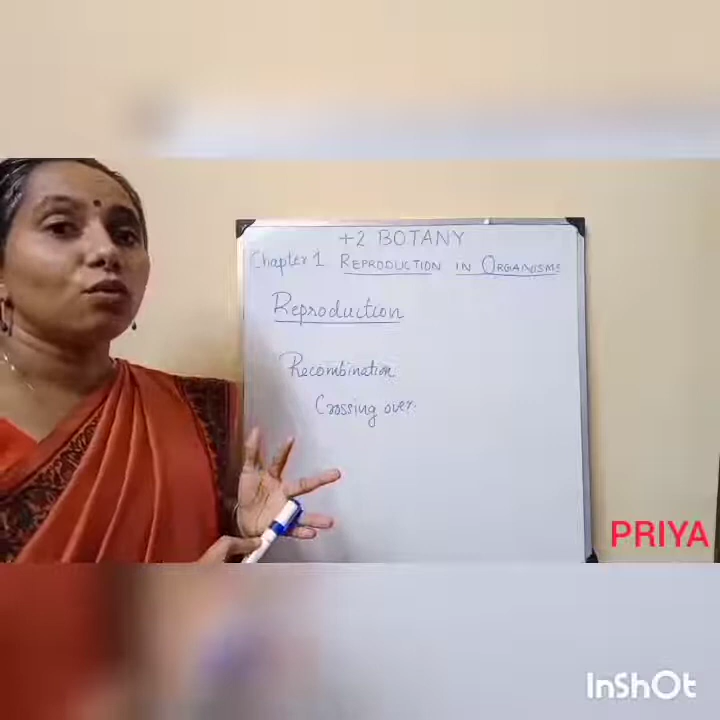 +2 BOTANY
Chapter 1 REPRODUCTION IN ORGANISMS
Reproduction
Recombination
Crossing over.
PRIYA
InShOt